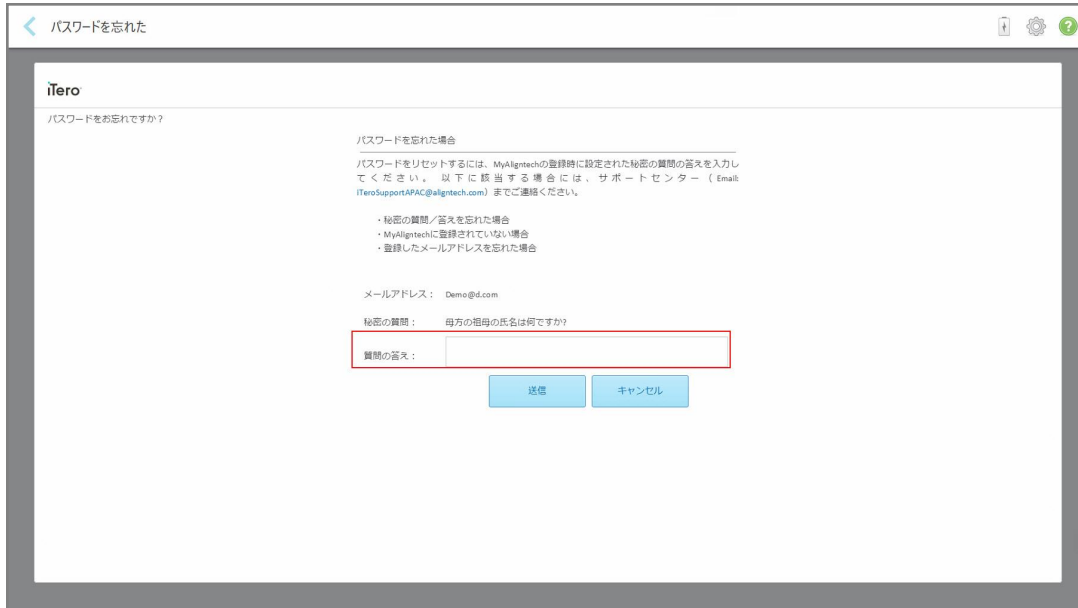 パスワードを忘れた
iTero
パスワードをお忘れですか？
パスワードを忘れた場合
パスワードをリセットするには、MyAligntechの登録時に設定された秘密の質問の答えを入力し
てください。 以下に該当する場合には、サポートセンター（Email:
iTeroSupportAPAC@aligntech.com）までご連絡ください。
・秘密の質問／答えを忘れた場合
・MyAligntechに登録されていない場合
・登録したメールアドレスを忘れた場合
メールアドレス： Demo@d.com
秘密の質問： 母方の祖母の氏名は何ですか?
質問の答え：
送信 キャンセル